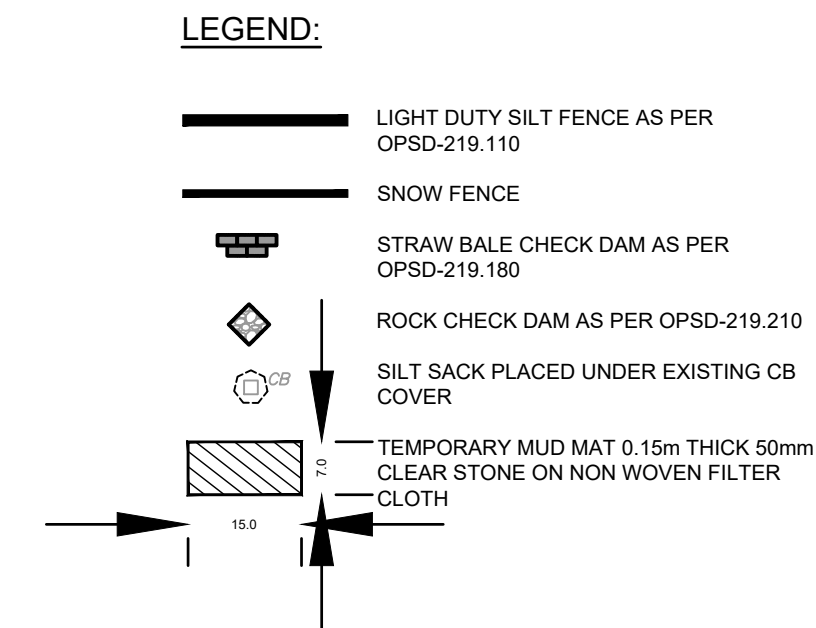 LEGEND:
LIGHT DUTY SILT FENCE AS PER
OPSD-219.110
SNOW FENCE
STRAW BALE CHECK DAM AS PER
OPSD-219.180
ROCK CHECK DAM AS PER OPSD-219.210
CB
SILT SACK PLACED UNDER EXISTING CB
COVER
TEMPORARY MUD MAT 0.15m THICK 50mm
CLEAR STONE ON NON WOVEN FILTER
CLOTH
7.0
15.0